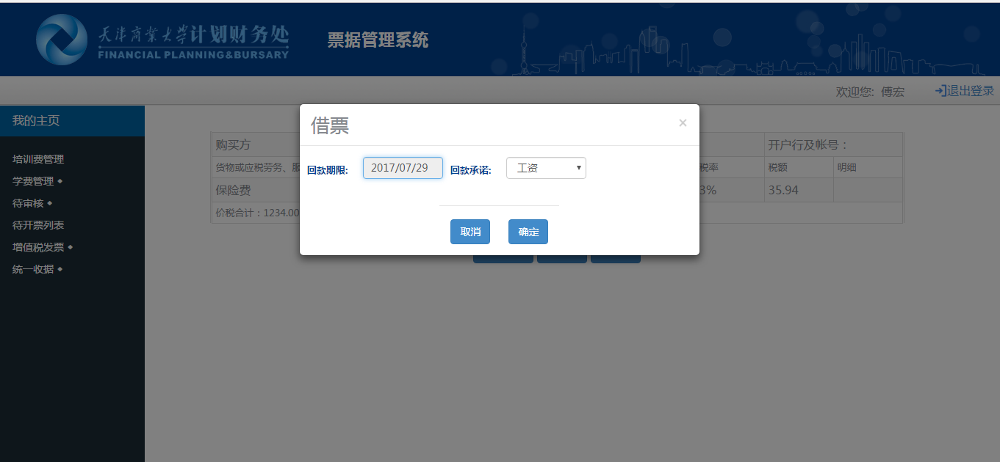 天津商业大学计划财务处
FINANCIAL PLANNING&BURSARY
票据管理系统
欢迎您: 傅宏
退出登录
我的主页
培训费管理
学费管理
待审核
待开票列表
增值税发票
统一收据
借票
×
回款期限: 2017/07/29 回款承诺: 工资
取消 确定
购买方 开户行及帐号：
货物或应税劳务、服 税率 税额 明细
保险费 3% 35.94
价税合计：1234.00